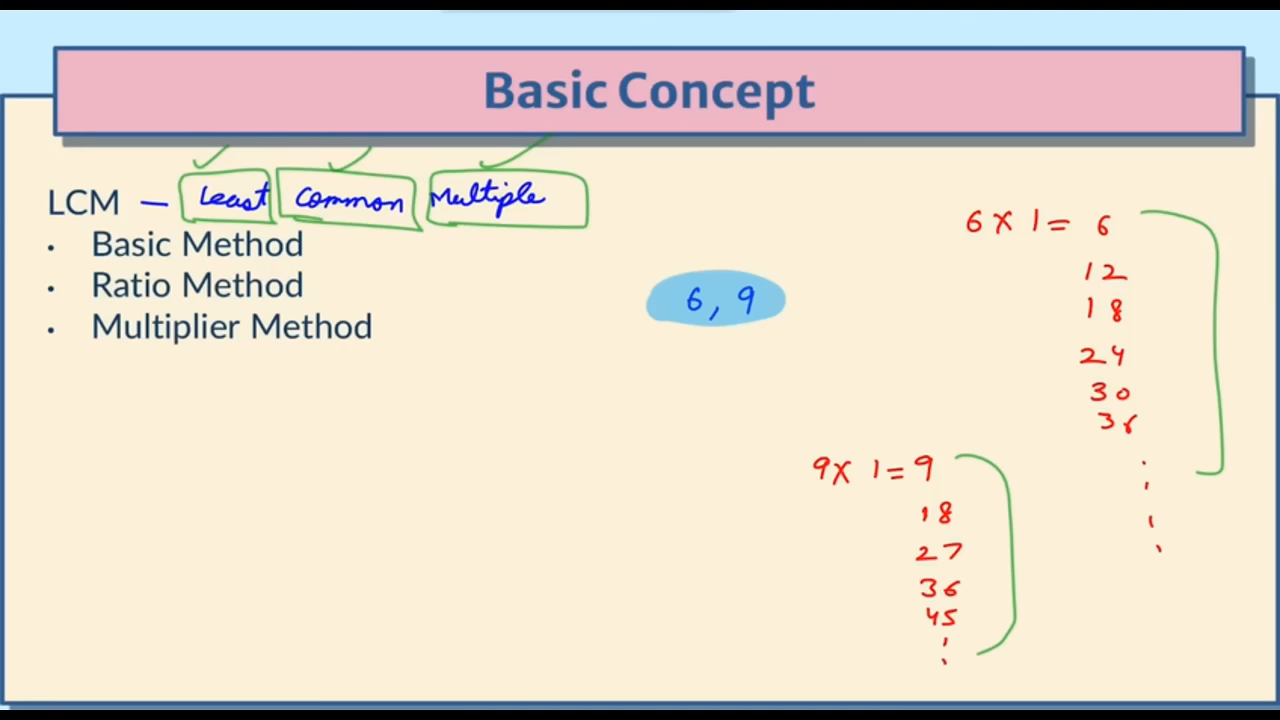 Basic Concept
LCM — Least Common Multiple
• Basic Method
• Ratio Method
• Multiplier Method
6, 9
6 x 1 = 6
12
18
24
30
36
9 x 1 = 9
18
27
36
45